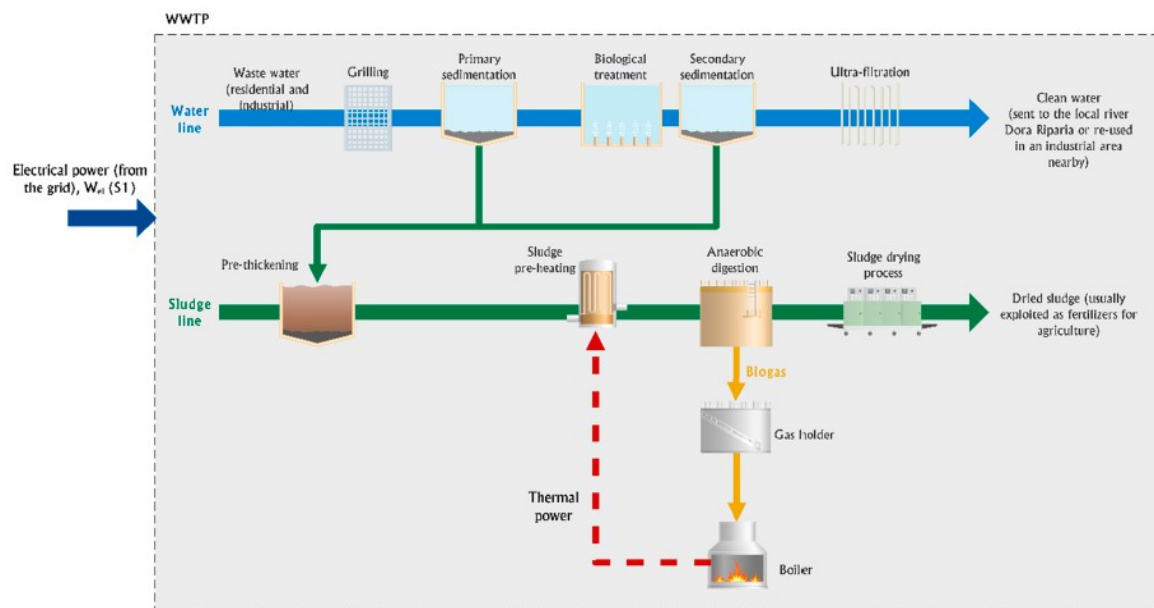 WWTP
Waste water
(residential and
industrial)
Grilling
Primary
sedimentation
Biological
treatment
Secondary
sedimentation
Ultra-filtration
Water
line
Clean water
(sent to the local river
Dora Riparia or re-used
in an industrial area
nearby)
Electrical power (from
the grid), Wel (S1)
Pre-thickening
Sludge
pre-heating
Anaerobic
digestion
Sludge drying
process
Sludge
line
Dried sludge (usually
exploited as fertilizers for
agriculture)
Biogas
Gas holder
Thermal
power
Boiler